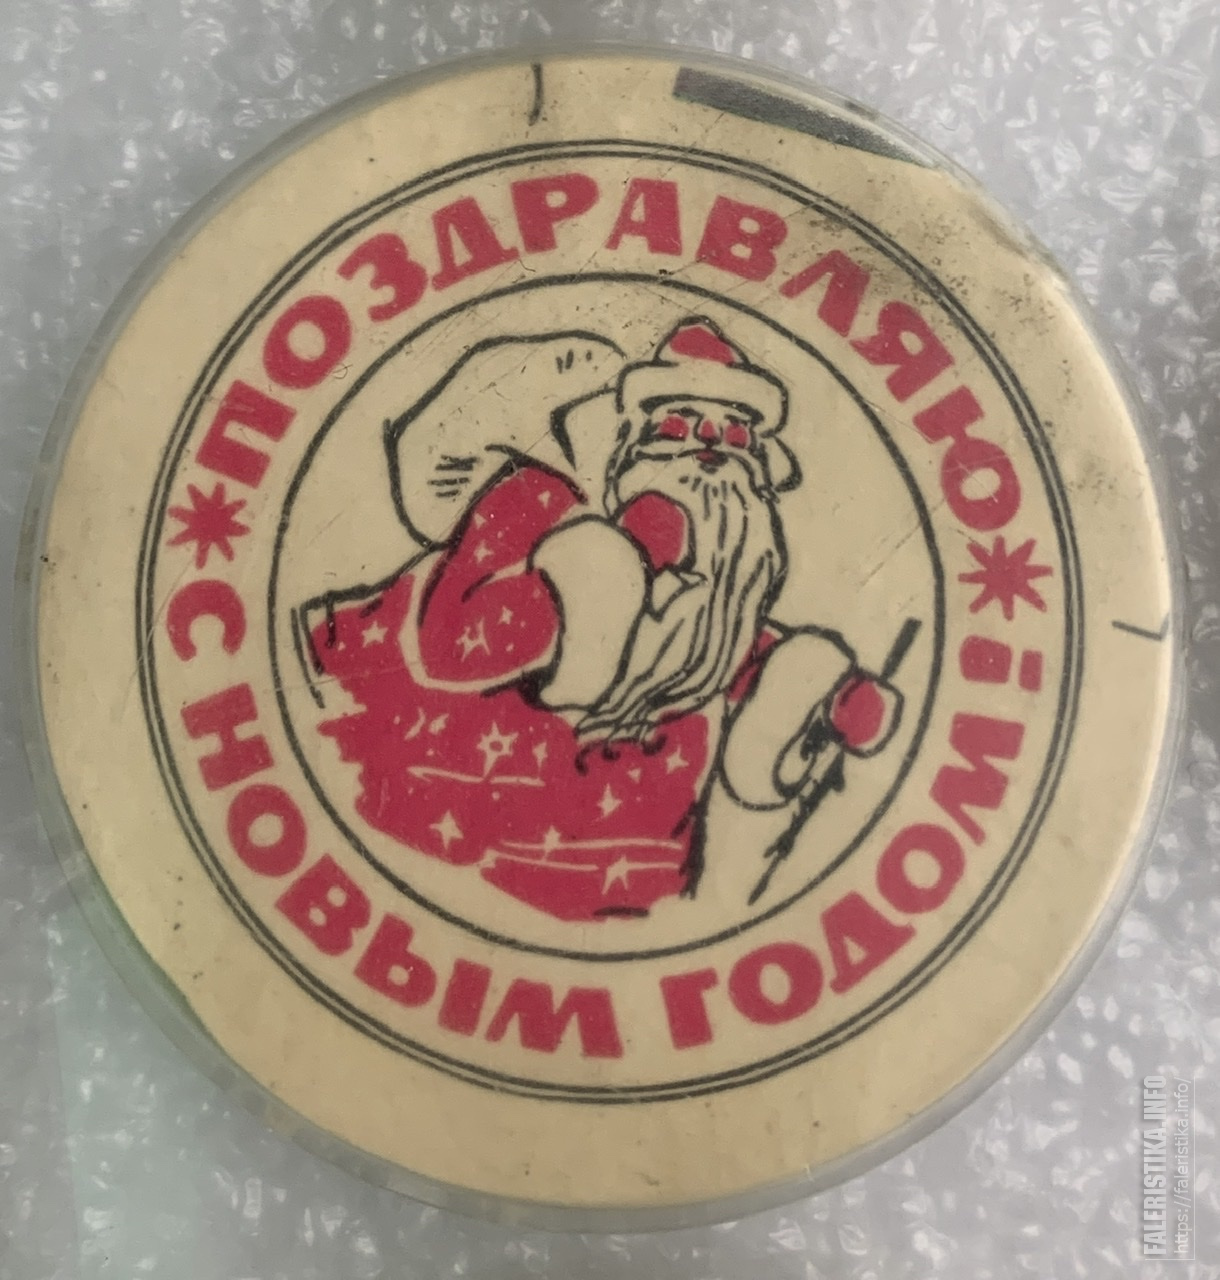 ПОЗДРАВЛЯЮ
С НОВЫМ ГОДОМ!
FALERISTIKA.INFO
https://faleristika.info/